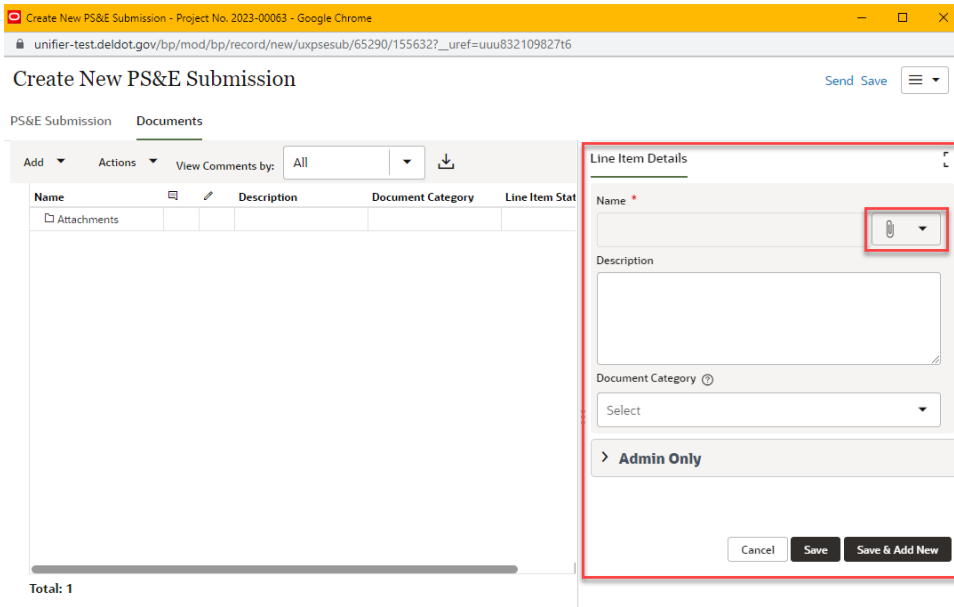 Create New PS&E Submission - Project No. 2023-00063 - Google Chrome
unifier-test.deldot.gov/bp/mod/bp/record/new/uxpsesub/65290/155632?__uref=uuu832109827t6
Create New PS&E Submission
Send Save
PS&E Submission Documents
Add Actions View Comments by: All
Name Description Document Category Line Item Stat
Attachments
Total: 1
Line Item Details
Name *
Description
Document Category
Select
Admin Only
Cancel Save Save & Add New